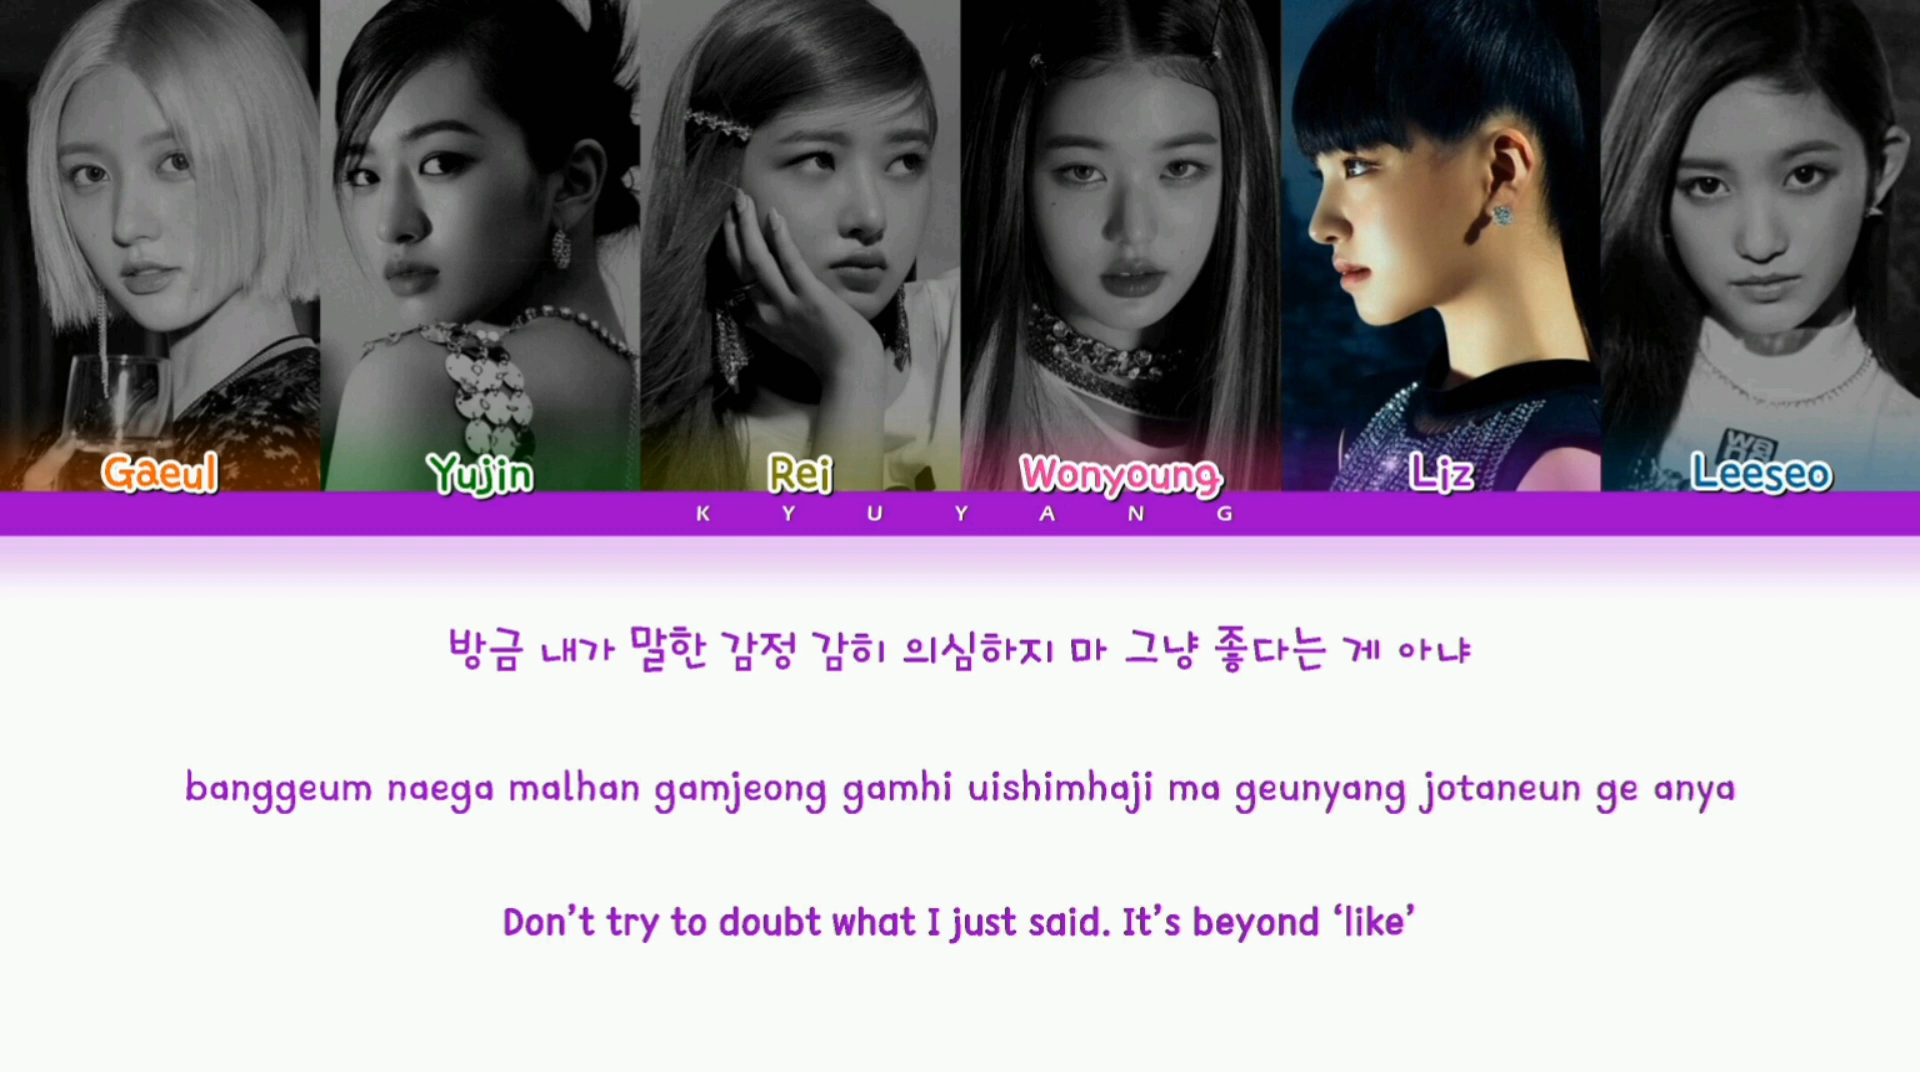 Gaeul Yujin Rei Wonyoung Liz Leeseo
KYUYANG
방금 내가 말한 감정 감히 의심하지 마 그냥 좋다는 게 아냐
banggeum naega malhan gamjeong gamhi uishimhaji ma geunyang jotaneun ge anya
Don’t try to doubt what I just said. It’s beyond ‘like’